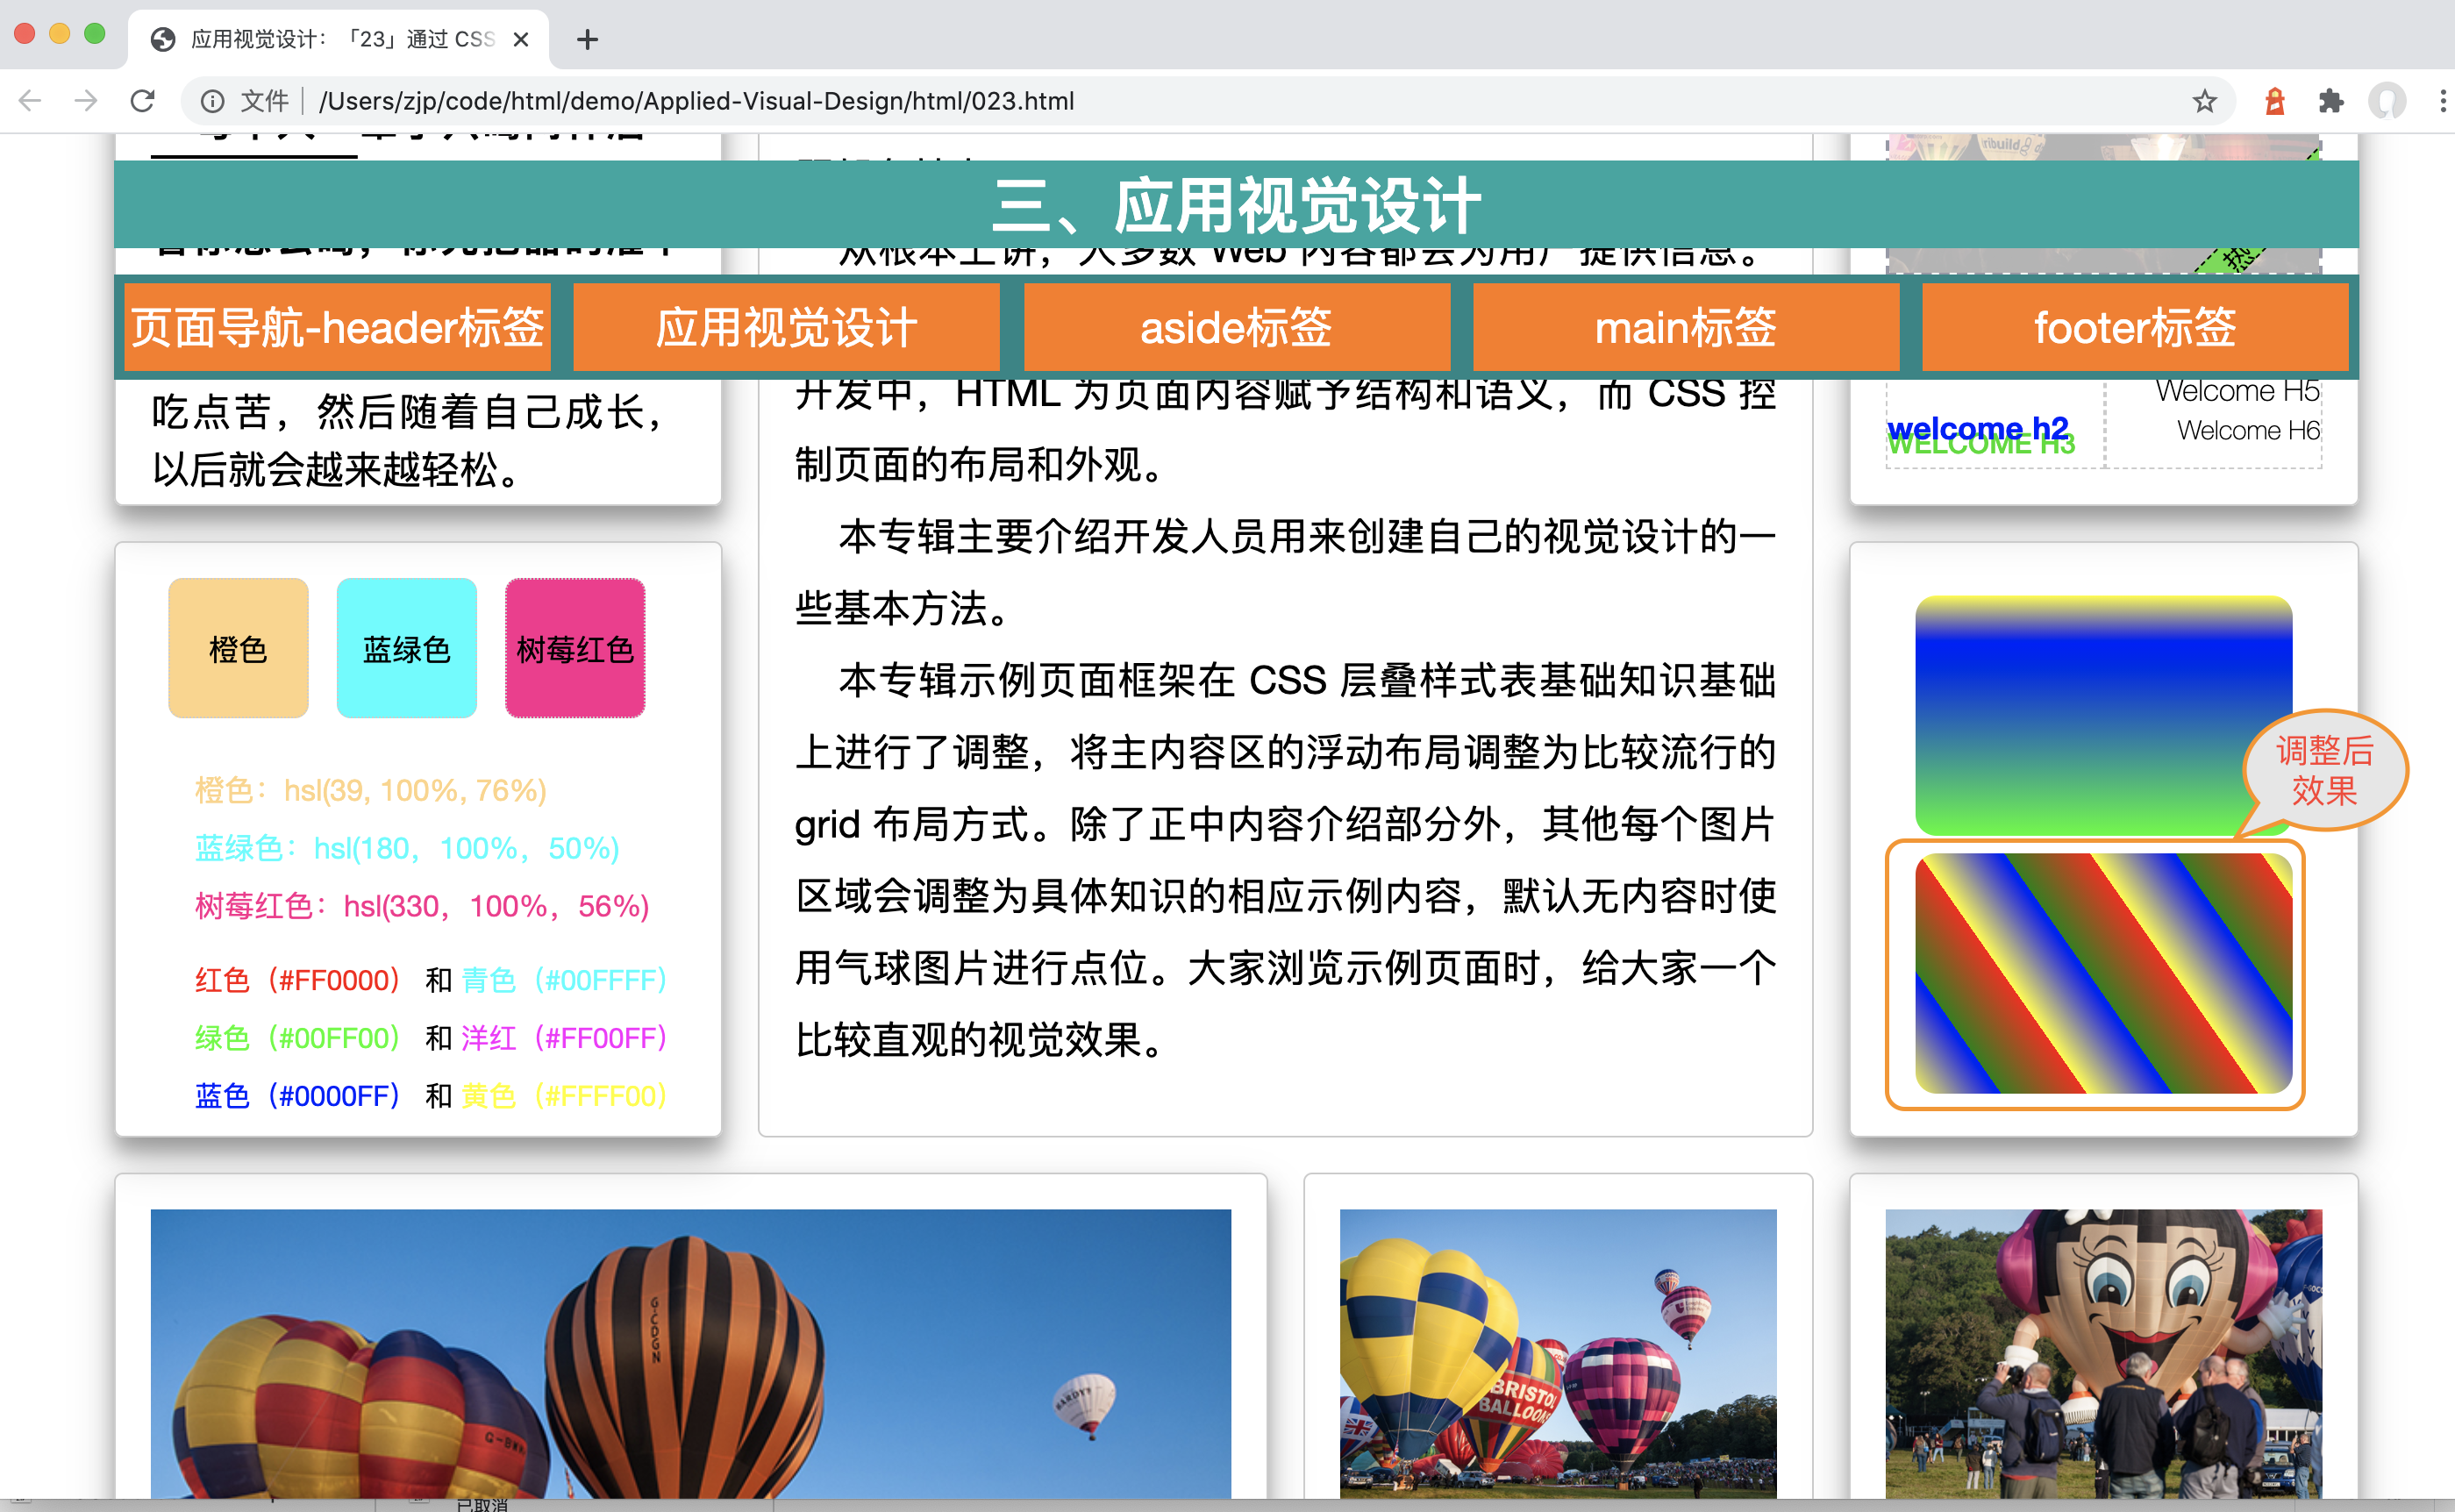 应用视觉设计：「23」通过 CSS
文件 /Users/zjp/code/html/demo/Applied-Visual-Design/html/023.html
三、应用视觉设计
从根本上讲，大多数 Web 内容都会为用户提供信息。
页面导航-header标签
应用视觉设计
aside标签
main标签
footer标签
吃点苦，然后随着自己成长，
以后就会越来越轻松。
橙色
蓝绿色
树莓红色
橙色：hsl(39, 100%, 76%)
蓝绿色：hsl(180，100%，50%)
树莓红色：hsl(330，100%，56%)
红色（#FF0000） 和 青色（#00FFFF）
绿色（#00FF00） 和 洋红（#FF00FF）
蓝色（#0000FF） 和 黄色（#FFFF00）
开发中，HTML 为页面内容赋予结构和语义，而 CSS 控
制页面的布局和外观。
本专辑主要介绍开发人员用来创建自己的视觉设计的一
些基本方法。
本专辑示例页面框架在 CSS 层叠样式表基础知识基础
上进行了调整，将主内容区的浮动布局调整为比较流行的
grid 布局方式。除了正中内容介绍部分外，其他每个图片
区域会调整为具体知识的相应示例内容，默认无内容时使
用气球图片进行点位。大家浏览示例页面时，给大家一个
比较直观的视觉效果。
热
welcome h2
WELCOME H3
Welcome H5
Welcome H6
调整后
效果
G-CDGN
HARDYS
BRISTOL
BALLOONS
已取消